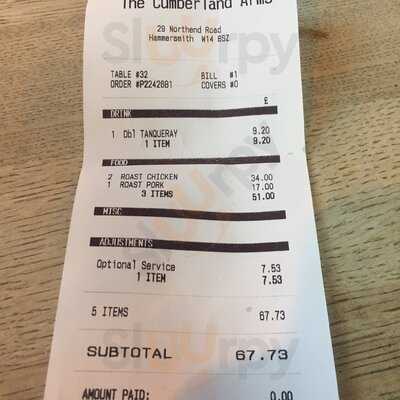 The Cumberland Arms
29 Northend Road
Hammersmith W14 8SZ
TABLE #32 BILL #1
ORDER #P2242681 COVERS #0
£
DRINK
1 Dbl TANQUERAY 9.20
1 ITEM 9.20
FOOD
2 ROAST CHICKEN 34.00
1 ROAST PORK 17.00
3 ITEMS 51.00
MISC
ADJUSTMENTS
Optional Service 7.53
1 ITEM 7.53
5 ITEMS 67.73
SUBTOTAL 67.73
AMOUNT PAID: 0.00